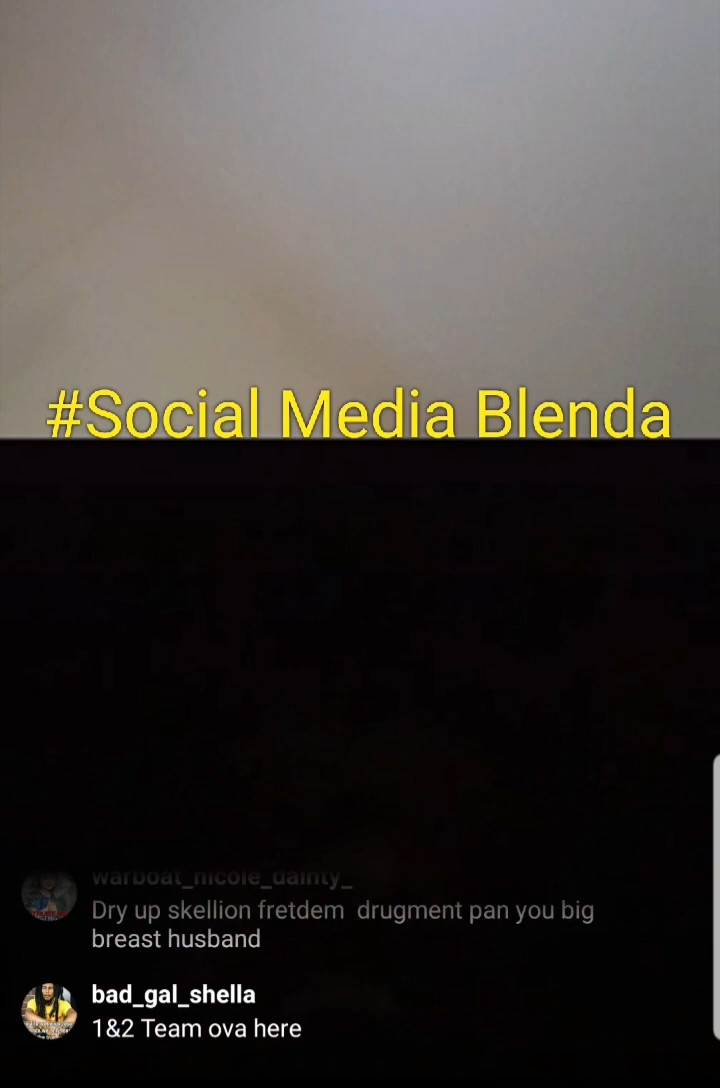 #Social Media Blenda
warboat_nicole_dainty_
Dry up skellion fretdem  drugment pan you big
breast husband
bad_gal_shella
1&2 Team ova here